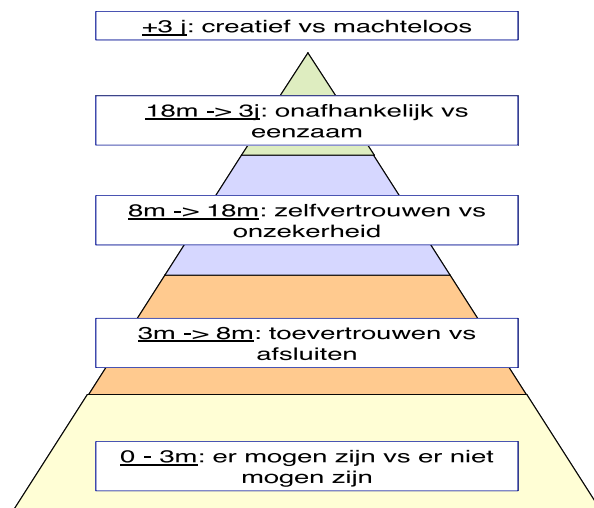 +3 j: creatief vs machteloos
18m -> 3j: onafhankelijk vs
eenzaam
8m -> 18m: zelfvertrouwen vs
onzekerheid
3m -> 8m: toevertrouwen vs
afsluiten
0 - 3m: er mogen zijn vs er niet
mogen zijn